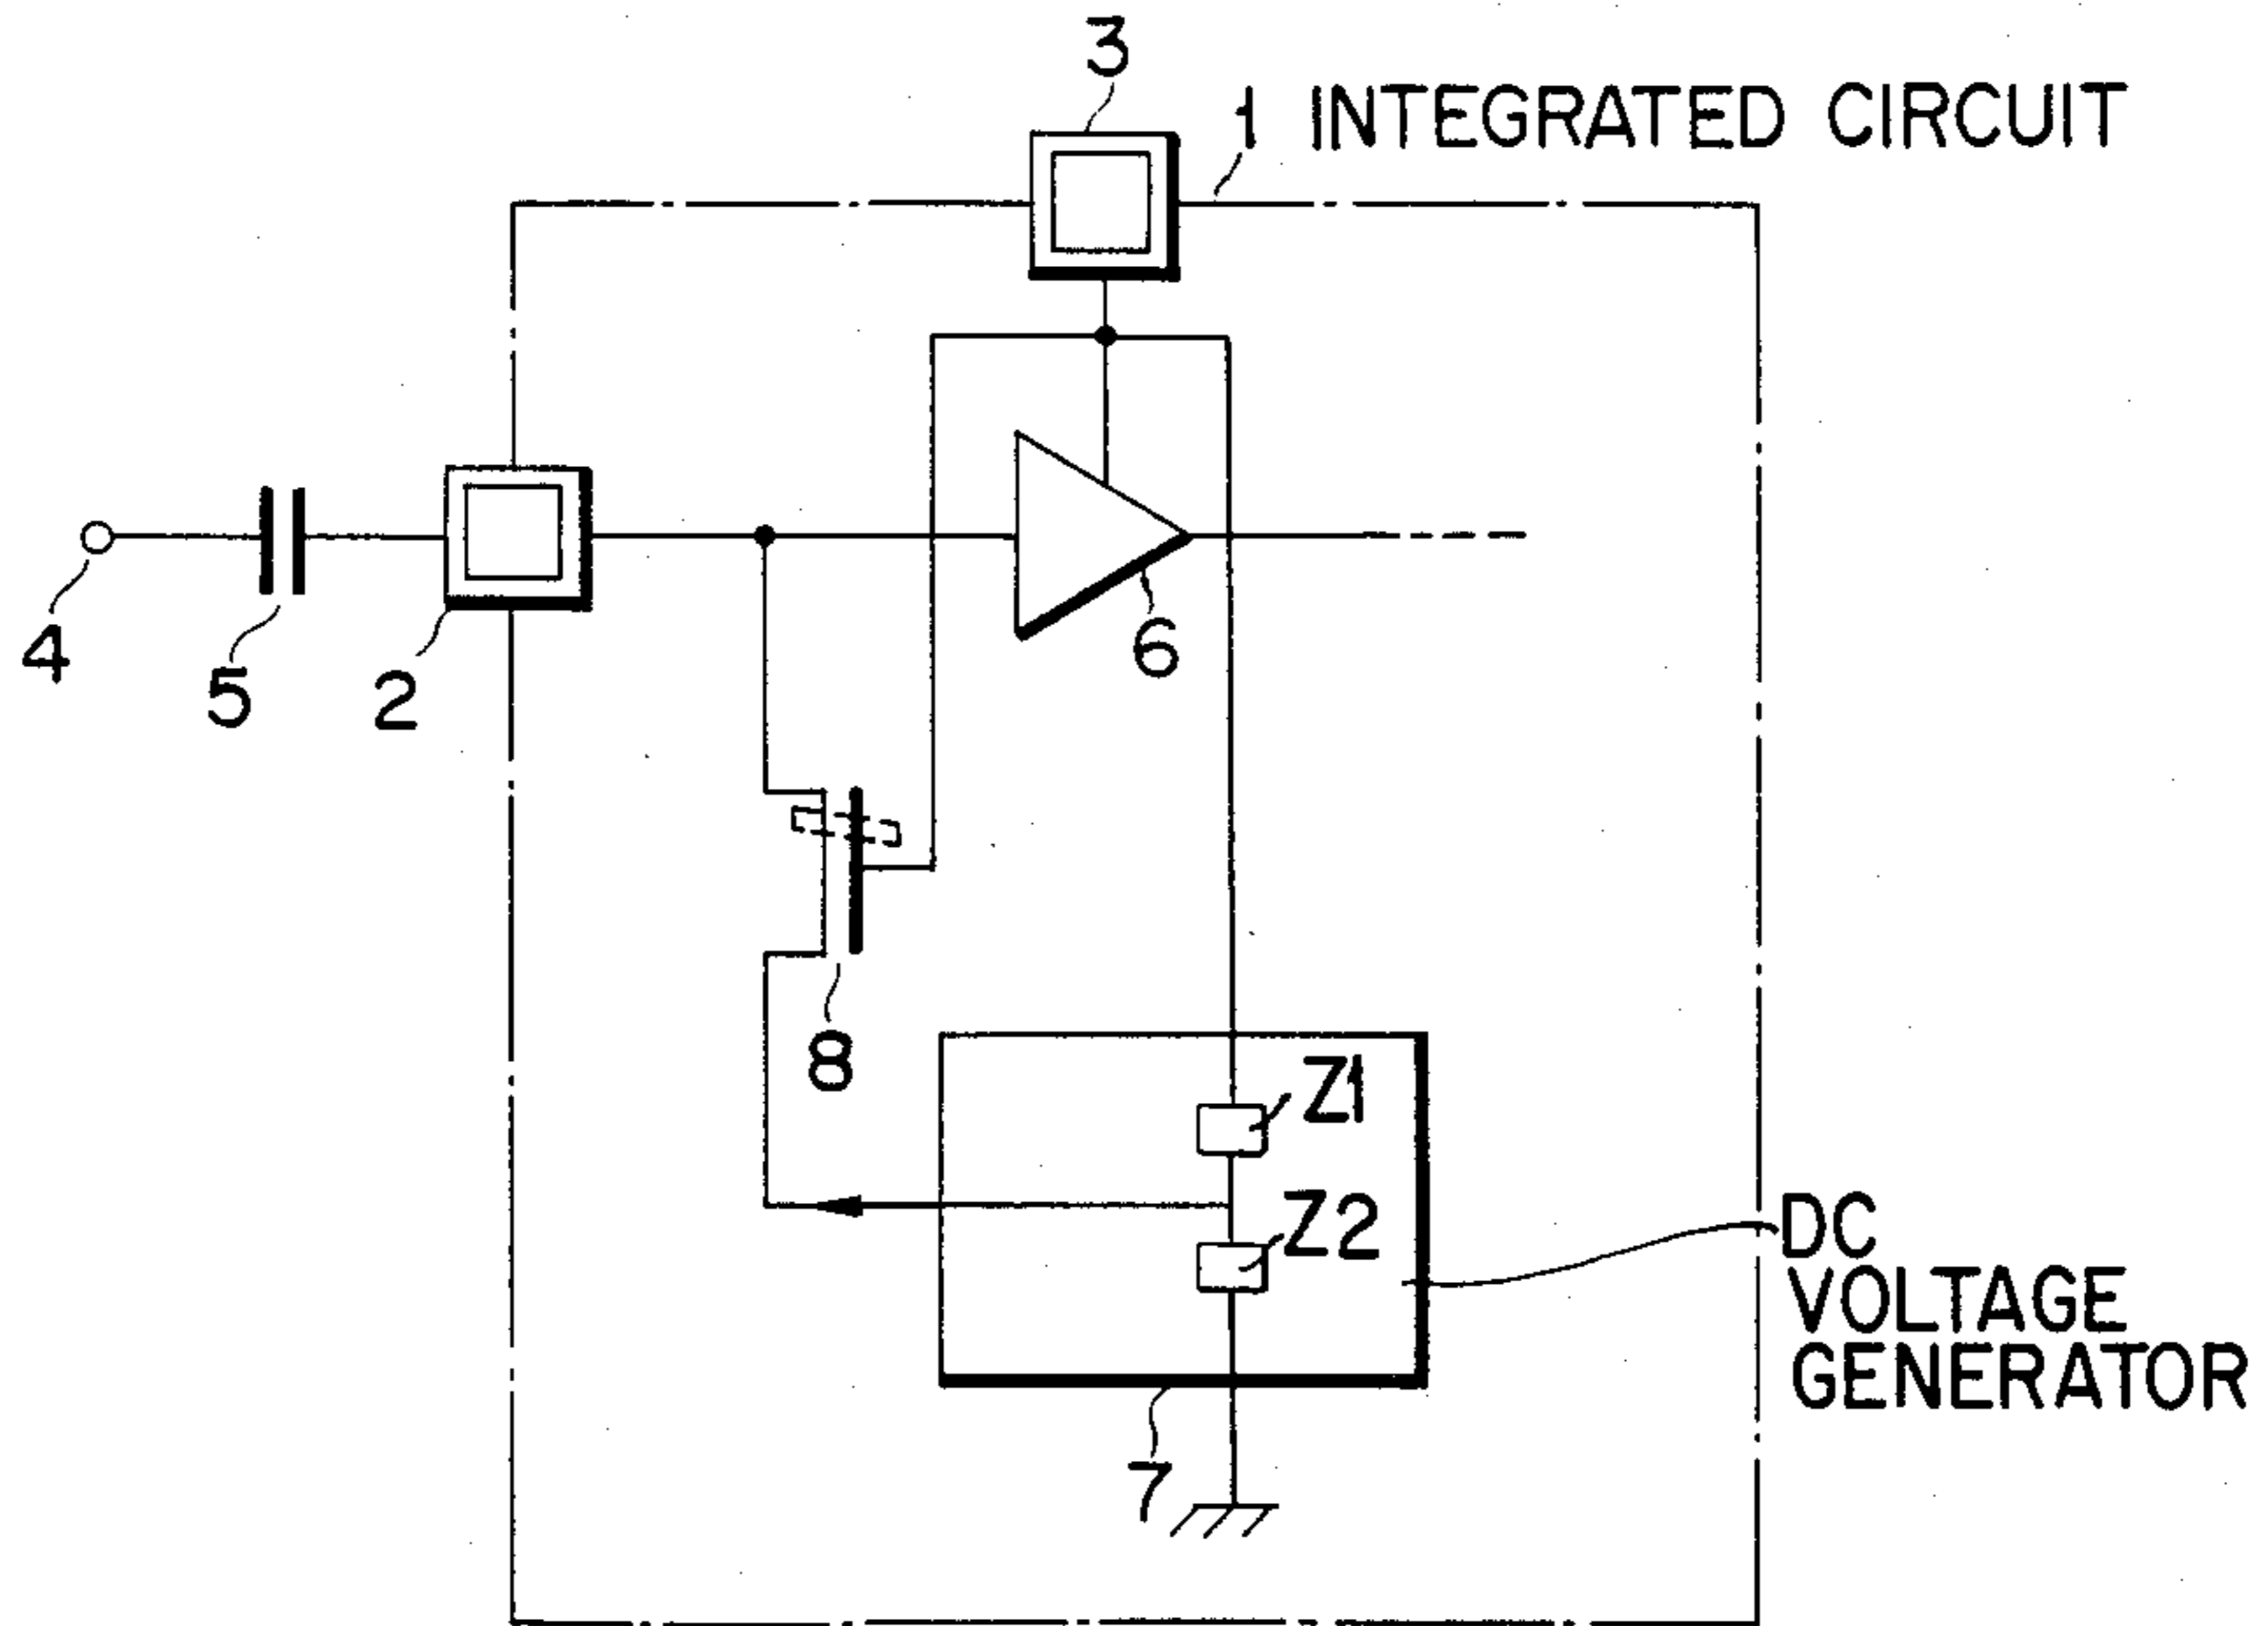 3
1 INTEGRATED CIRCUIT
4
5
2
6
8
Z1
Z2
DC
VOLTAGE
GENERATOR
7